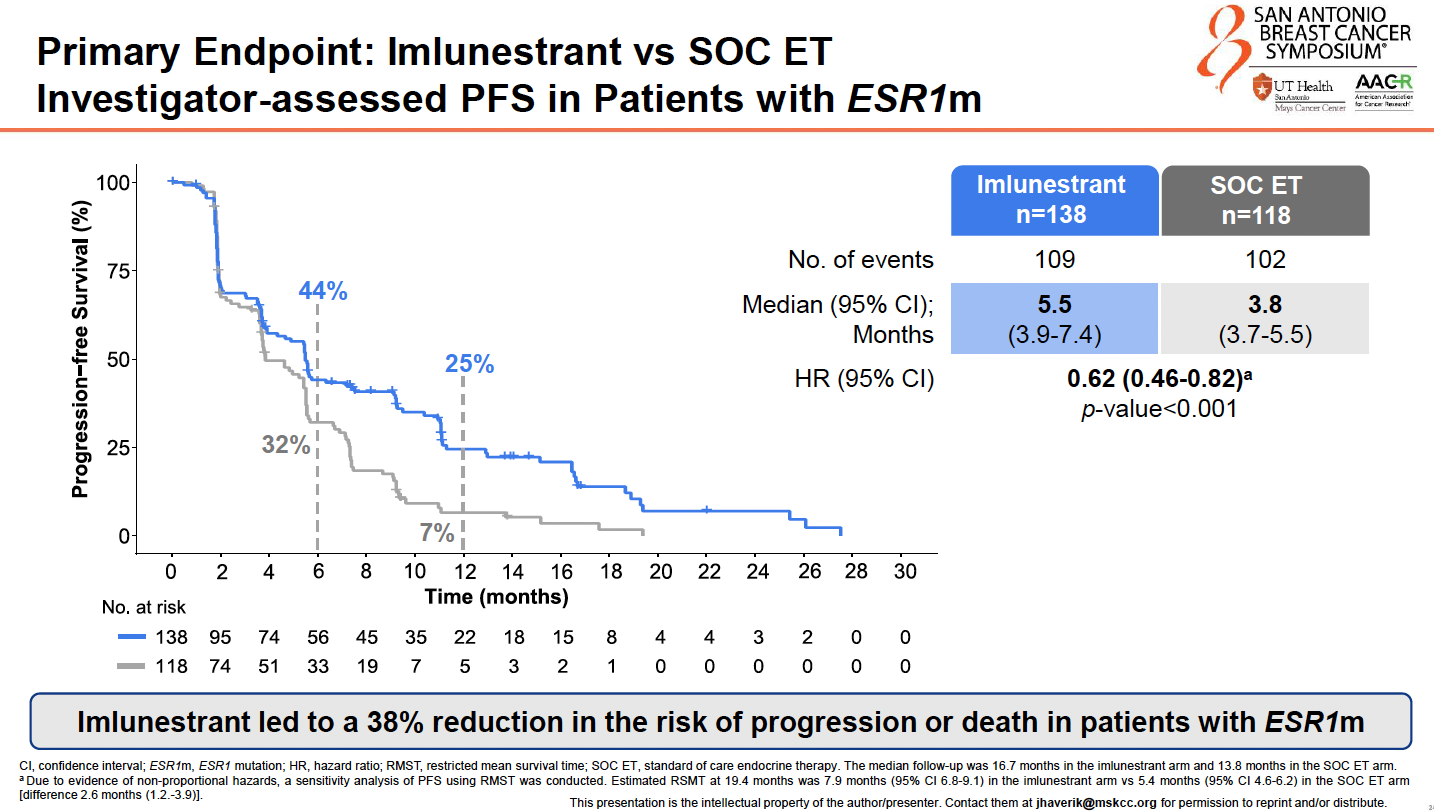 Primary Endpoint: Imlunestrant vs SOC ET
Investigator-assessed PFS in Patients with ESR1m
SAN ANTONIO
BREAST CANCER
SYMPOSIUM®
UT Health
San Antonio
Mays Cancer Center
AACR
American Association
for Cancer Research®
Progression-free Survival (%)
100
75
50
25
0
44%
25%
32%
7%
0 2 4 6 8 10 12 14 16 18 20 22 24 26 28 30
Time (months)
No. at risk
138 95 74 56 45 35 22 18 15 8 4 4 3 2 0 0
118 74 51 33 19 7 5 3 2 1 0 0 0 0 0 0
Imlunestrant SOC ET
n=138 n=118
No. of events 109 102
Median (95% CI); 5.5 3.8
Months (3.9-7.4) (3.7-5.5)
HR (95% CI) 0.62 (0.46-0.82)a
p-value<0.001
Imlunestrant led to a 38% reduction in the risk of progression or death in patients with ESR1m
CI, confidence interval; ESR1m, ESR1 mutation; HR, hazard ratio; RMST, restricted mean survival time; SOC ET, standard of care endocrine therapy. The median follow-up was 16.7 months in the imlunestrant arm and 13.8 months in the SOC ET arm.
a Due to evidence of non-proportional hazards, a sensitivity analysis of PFS using RMST was conducted. Estimated RSMT at 19.4 months was 7.9 months (95% CI 6.8-9.1) in the imlunestrant arm vs 5.4 months (95% CI 4.6-6.2) in the SOC ET arm
[difference 2.6 months (1.2.-3.9)].
This presentation is the intellectual property of the author/presenter. Contact them at jhaverik@mskcc.org for permission to reprint and/or distribute.